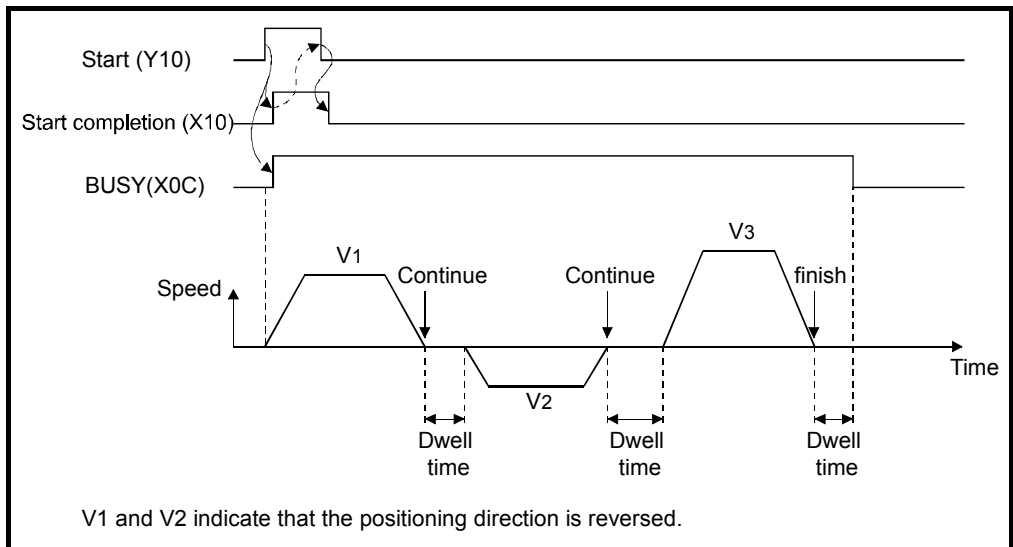 Start (Y10)
Start completion (X10)
BUSY(X0C)
V3
V1
Continue
Continue
finish
Speed
Time
V2
Dwell
time
Dwell
time
Dwell
time
V1 and V2 indicate that the positioning direction is reversed.